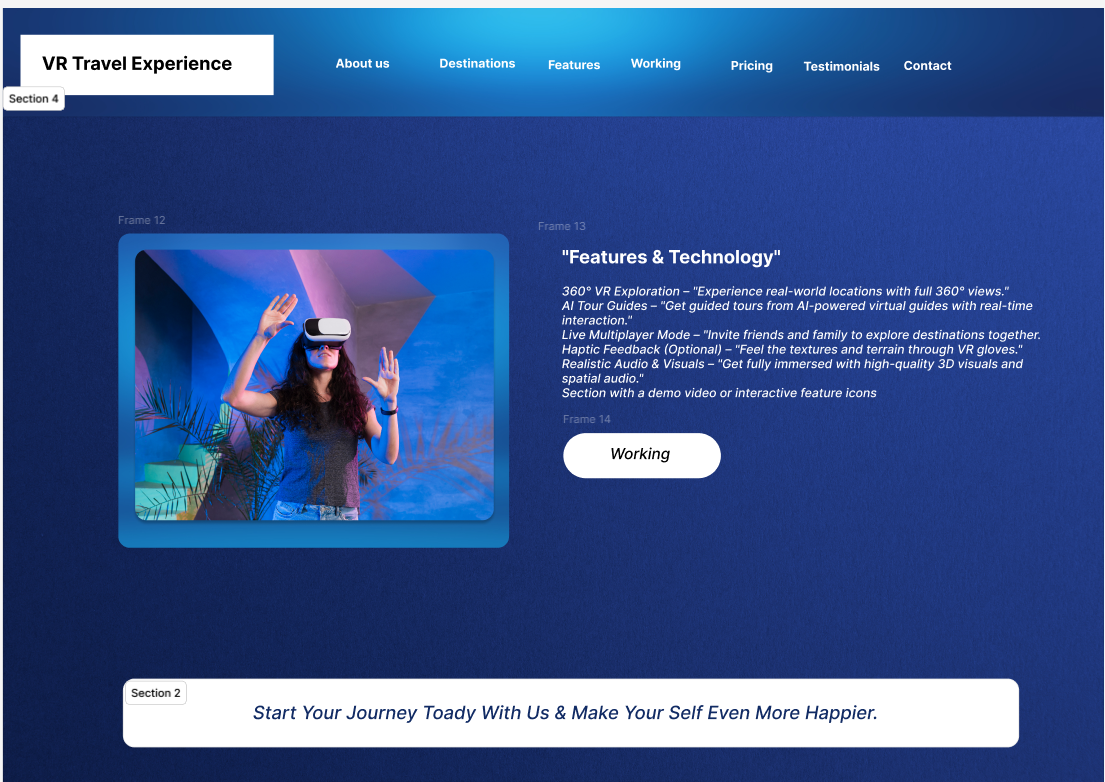 VR Travel Experience
About us
Destinations
Features
Working
Pricing
Testimonials
Contact
Section 4
Frame 12
Frame 13
"Features & Technology"
360° VR Exploration – "Experience real-world locations with full 360° views."
AI Tour Guides – "Get guided tours from AI-powered virtual guides with real-time
interaction."
Live Multiplayer Mode – "Invite friends and family to explore destinations together.
Haptic Feedback (Optional) – "Feel the textures and terrain through VR gloves."
Realistic Audio & Visuals – "Get fully immersed with high-quality 3D visuals and
spatial audio."
Section with a demo video or interactive feature icons
Frame 14
Working
Section 2
Start Your Journey Toady With Us & Make Your Self Even More Happier.